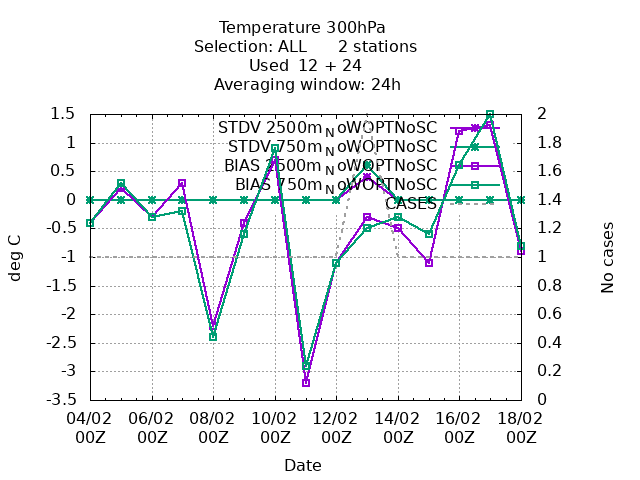 Temperature 300hPa
Selection: ALL 2 stations
Used 12 + 24
Averaging window: 24h
STDV 2500m NoWOPTNoSC
STDV 750m NoWOPTNoSC
BIAS 2500m NoWOPTNoSC
BIAS 750m NoWOPTNoSC
CASES
deg C
1.5
1
0.5
0
-0.5
-1
-1.5
-2
-2.5
-3
-3.5
No cases
2
1.8
1.6
1.4
1.2
1
0.8
0.6
0.4
0.2
0
04/02 06/02 08/02 10/02 12/02 14/02 16/02 18/02
00Z 00Z 00Z 00Z 00Z 00Z 00Z 00Z
Date